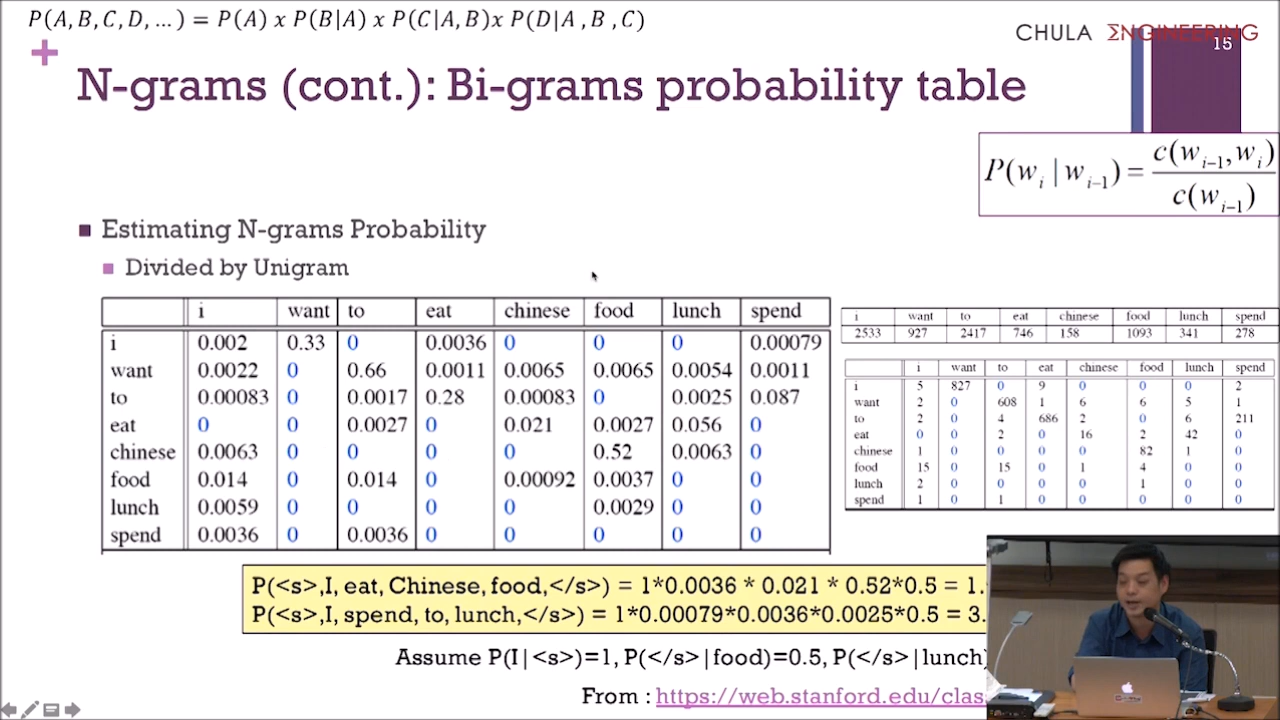 P(A,B,C,D, …) = P(A) x P(B|A) x P(C|A,B)x P(D|A ,B ,C)
CHULA ΣNGINEERING
15
N-grams (cont.): Bi-grams probability table
P(w_i | w_{i-1}) = c(w_{i-1}, w_i) / c(w_{i-1})
Estimating N-grams Probability
Divided by Unigram
i want to eat chinese food lunch spend
i 0.002 0.33 0 0.0036 0 0 0 0.00079
want 0.0022 0 0.66 0.0011 0.0065 0.0065 0.0054 0.0011
to 0.00083 0 0.0017 0.28 0.00083 0 0.0025 0.087
eat 0 0 0.0027 0 0.021 0.0027 0.056 0
chinese 0.0063 0 0 0 0 0.52 0.0063 0
food 0.014 0 0.014 0 0.00092 0.0037 0 0
lunch 0.0059 0 0 0 0 0.0029 0 0
spend 0.0036 0 0.0036 0 0 0 0 0
i want to eat chinese food lunch spend
2533 927 2417 746 158 1093 341 278
i want to eat chinese food lunch spend
i 5 827 0 9 0 0 0 2
want 2 0 608 1 6 6 5 1
to 2 0 4 686 2 0 6 211
eat 0 0 2 0 16 2 42 0
chinese 1 0 0 0 0 82 1 0
food 15 0 15 0 1 4 0 0
lunch 2 0 0 0 0 1 0 0
spend 1 0 1 0 0 0 0 0
P(<s>,I, eat, Chinese, food,</s>) = 1*0.0036 * 0.021 * 0.52*0.5 = 1.
P(<s>,I, spend, to, lunch,</s>) = 1*0.00079*0.0036*0.0025*0.5 = 3.
Assume P(I|<s>)=1, P(</s>|food)=0.5, P(</s>|lunch)
From : https://web.stanford.edu/clas